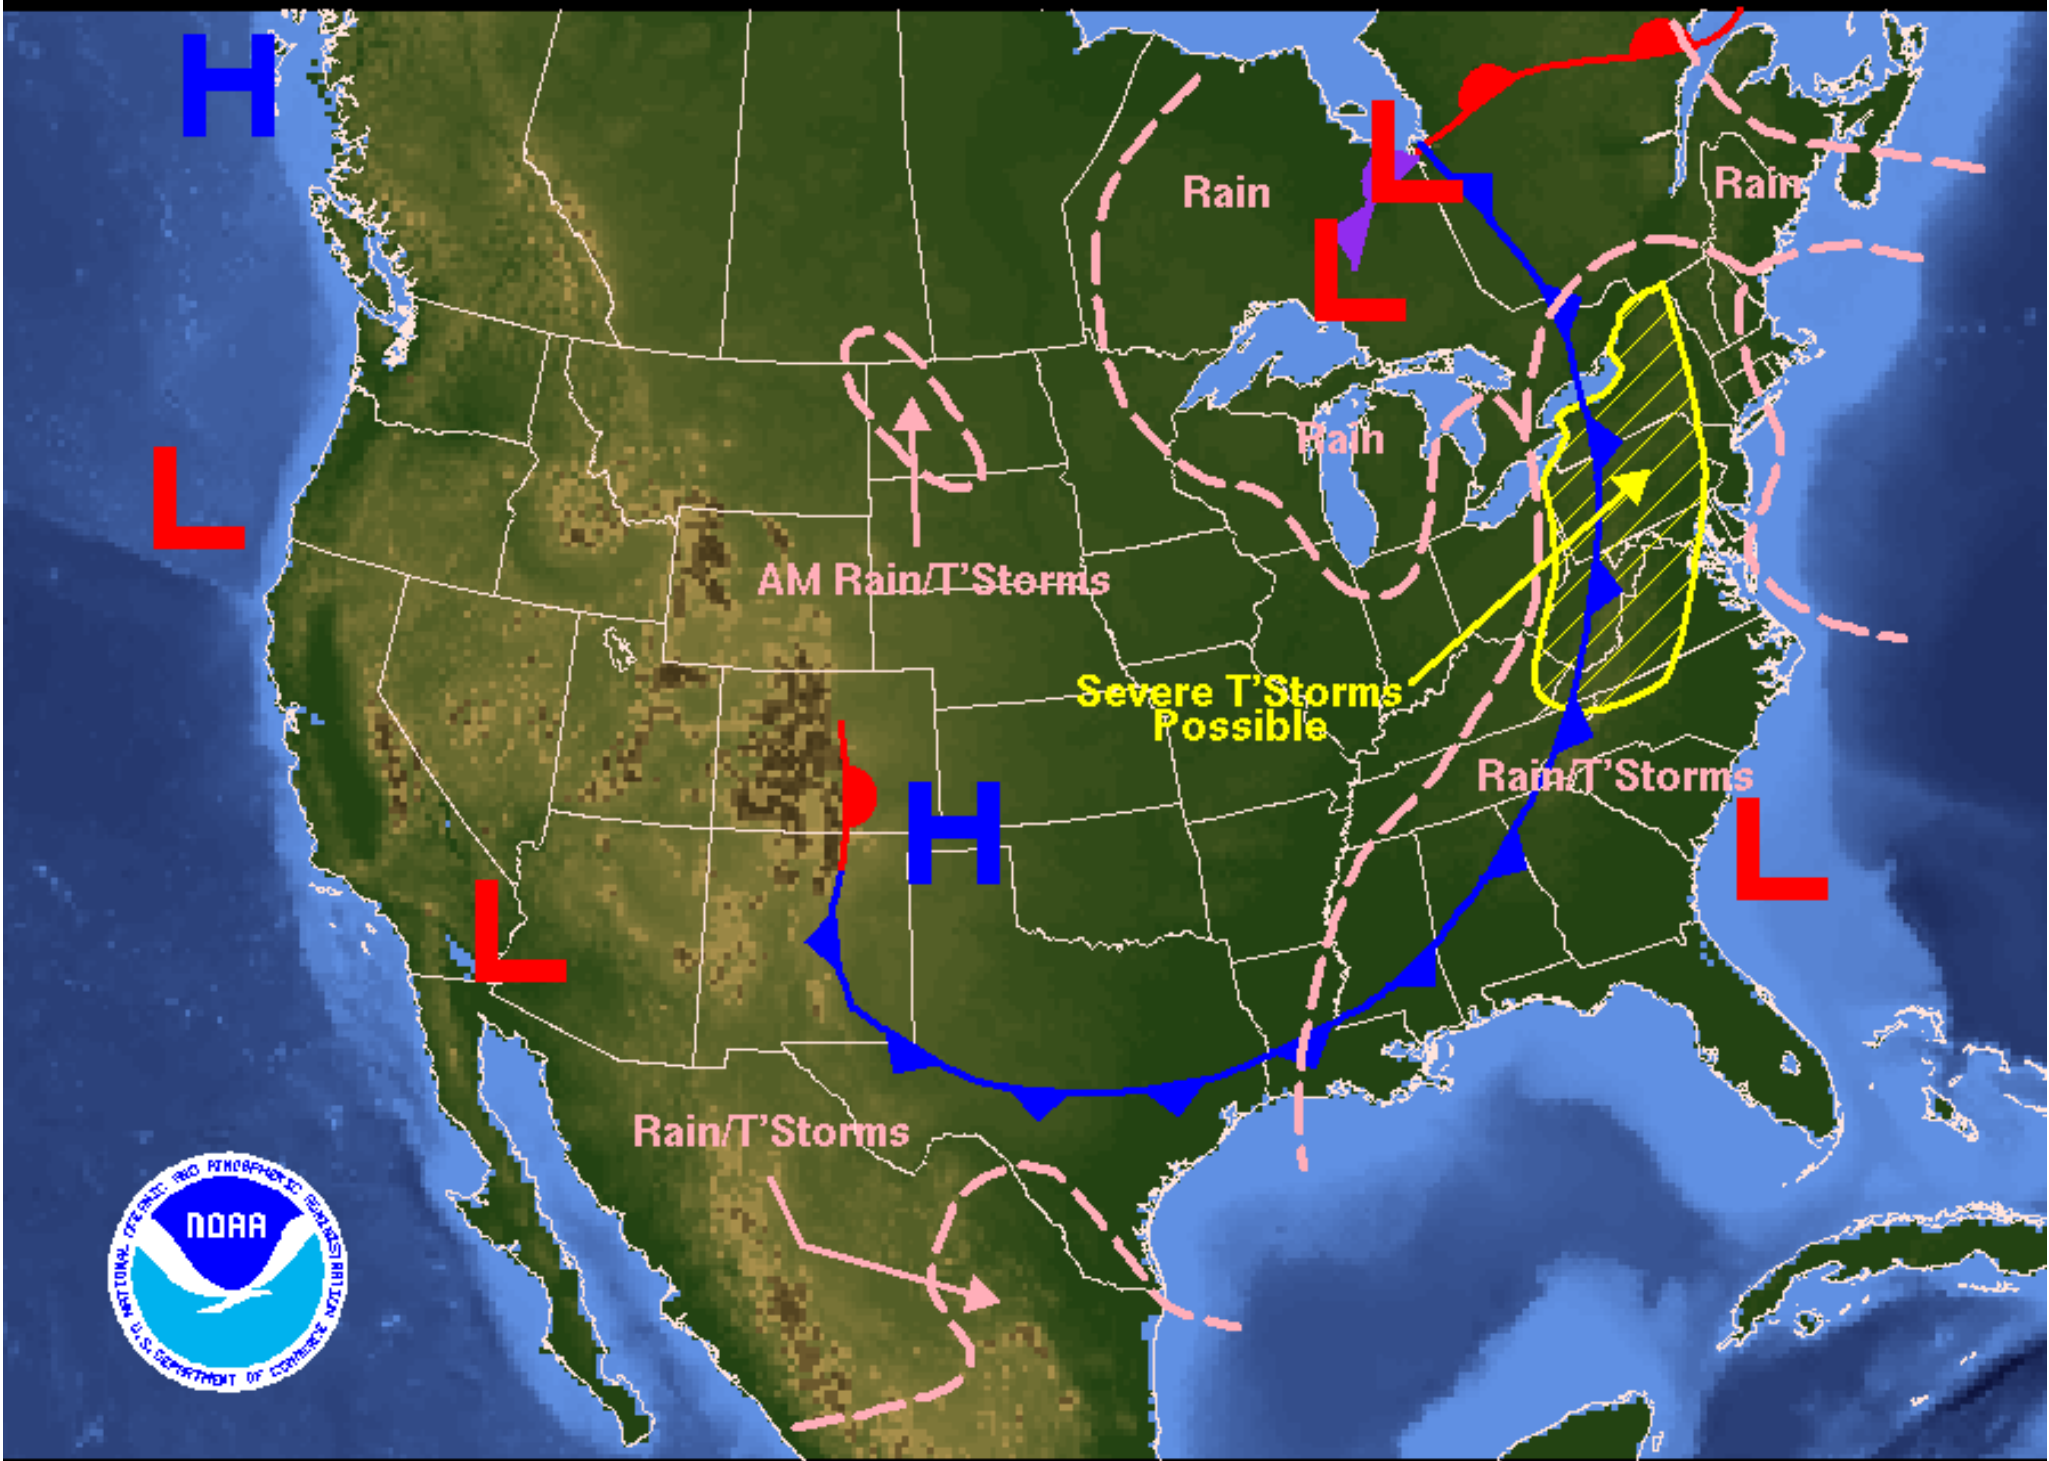 H
L
Rain
Rain
L
L
Rain
AM Rain/T'Storms
Severe T'Storms
Possible
Rain/T'Storms
H
L
L
Rain/T'Storms
NATIONAL OCEANIC AND ATMOSPHERIC ADMINISTRATION
NOAA
U.S. DEPARTMENT OF COMMERCE